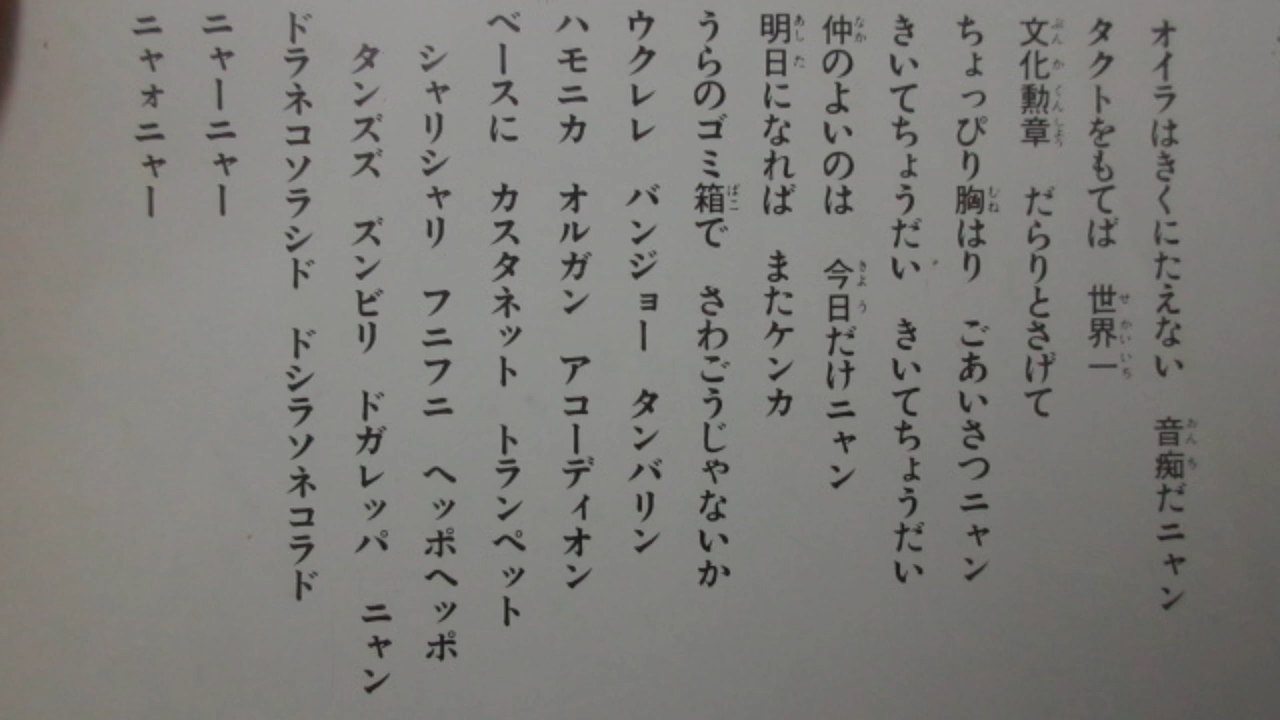 オイラはきくにたえない　音痴だニャン
タクトをもてば　世界一
文化勲章　だらりとさげて
ちょっぴり胸はり　ごあいさつニャン
きいてちょうだい　きいてちょうだい
仲のよいのは　今日だけニャン
明日になれば　またケンカ
うらのゴミ箱で　さわごうじゃないか
ウクレレ　バンジョー　タンバリン
ハモニカ　オルガン　アコーディオン
ベースに　カスタネット　トランペット
シャリシャリ　フニフニ　ヘッポヘッポ
タンズズ　ズンビリ　ドガレッパ　ニャン
ドラネコソラシド　ドシラソネコラド
ニャーニャー
ニャォニャー